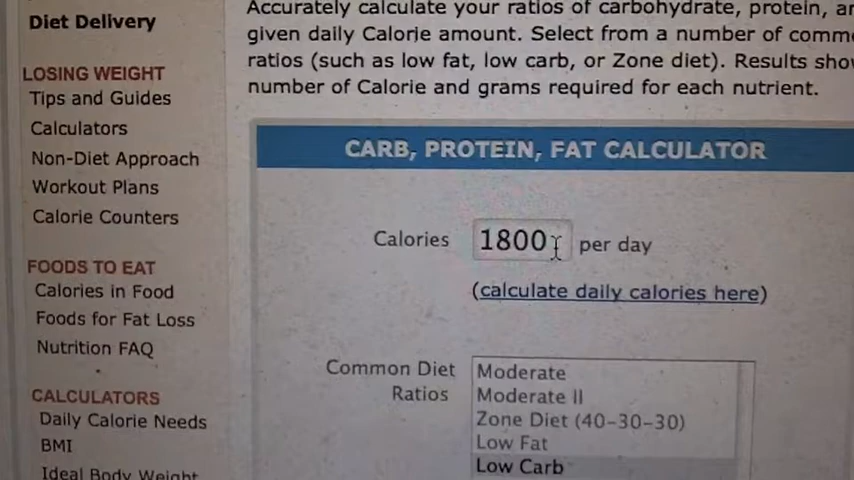 Diet Delivery
LOSING WEIGHT
Tips and Guides
Calculators
Non-Diet Approach
Workout Plans
Calorie Counters
FOODS TO EAT
Calories in Food
Foods for Fat Loss
Nutrition FAQ
CALCULATORS
Daily Calorie Needs
BMI
Ideal Body Weight
Accurately calculate your ratios of carbohydrate, protein,
given daily Calorie amount. Select from a number of
ratios (such as low fat, low carb, or Zone diet). Results
number of Calorie and grams required for each nutrient.
CARB, PROTEIN, FAT CALCULATOR
Calories 1800 per day
(calculate daily calories here)
Common Diet
Ratios
Moderate
Moderate II
Zone Diet (40-30-30)
Low Fat
Low Carb